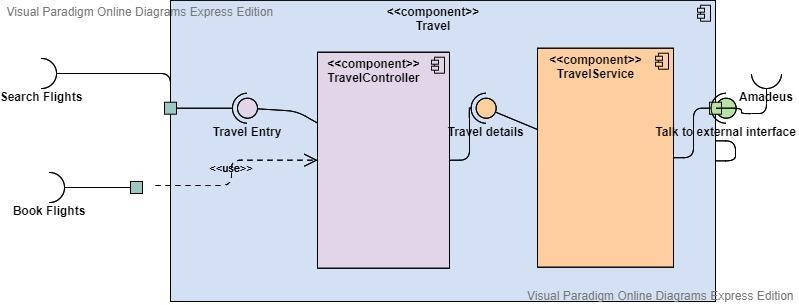 Visual Paradigm Online Diagrams Express Edition
<<component>>
Travel
<<component>>
TravelController
<<component>>
TravelService
Search Flights
Amadeus
Travel Entry
Travel details
Talk to external interface
<<use>>
Book Flights
Visual Paradigm Online Diagrams Express Edition